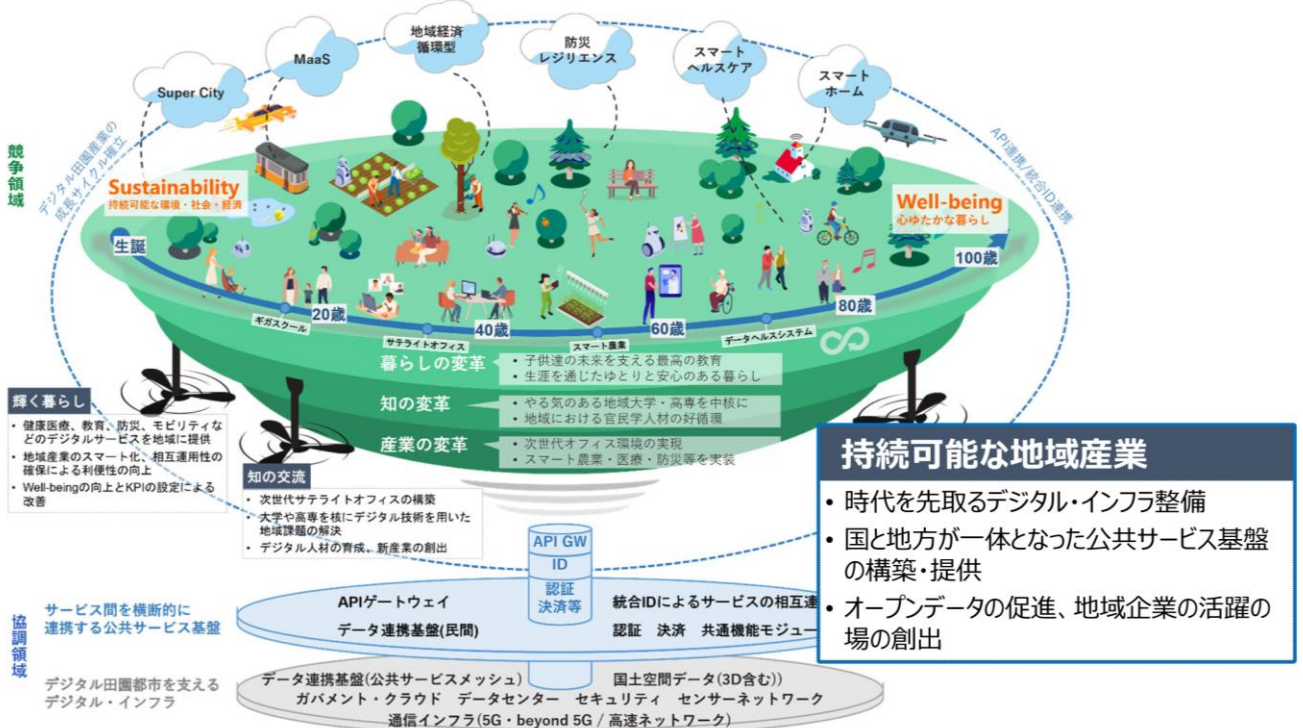 Super City
MaaS
地域経済
循環型
防災
レジリエンス
スマート
ヘルスケア
スマート
ホーム
競争領域
デジタル田園産業の
成長サイクル確立
API連携/統合ID連携
Sustainability
持続可能な環境・社会・経済
Well-being
心ゆたかな暮らし
生誕
20歳
40歳
60歳
80歳
100歳
ギガスクール
サテライトオフィス
スマート農業
データヘルスシステム
暮らしの変革
• 子供達の未来を支える最高の教育
• 生涯を通じたゆとりと安心のある暮らし
知の変革
• やる気のある地域大学・高専を中核に
• 地域における官民学人材の好循環
産業の変革
• 次世代オフィス環境の実現
• スマート農業・医療・防災等を実装
輝く暮らし
• 健康医療、教育、防災、モビリティな
どのデジタルサービスを地域に提供
• 地域産業のスマート化、相互運用性の
確保による利便性の向上
• Well-beingの向上とKPIの設定による
改善
知の交流
• 次世代サテライトオフィスの構築
• 大学や高専を核にデジタル技術を用いた
地域課題の解決
• デジタル人材の育成、新産業の創出
持続可能な地域産業
• 時代を先取るデジタル・インフラ整備
• 国と地方が一体となった公共サービス基盤
の構築・提供
• オープンデータの促進、地域企業の活躍の
場の創出
API GW
ID
認証
決済等
協調領域
サービス間を横断的に
連携する公共サービス基盤
APIゲートウェイ
統合IDによるサービスの相互連
データ連携基盤(民間)
認証 決済 共通機能モジュー
デジタル田園都市を支える
デジタル・インフラ
データ連携基盤(公共サービスメッシュ)
国土空間データ(3D含む))
ガバメント・クラウド データセンター セキュリティ センサーネットワーク
通信インフラ(5G・beyond 5G / 高速ネットワーク)